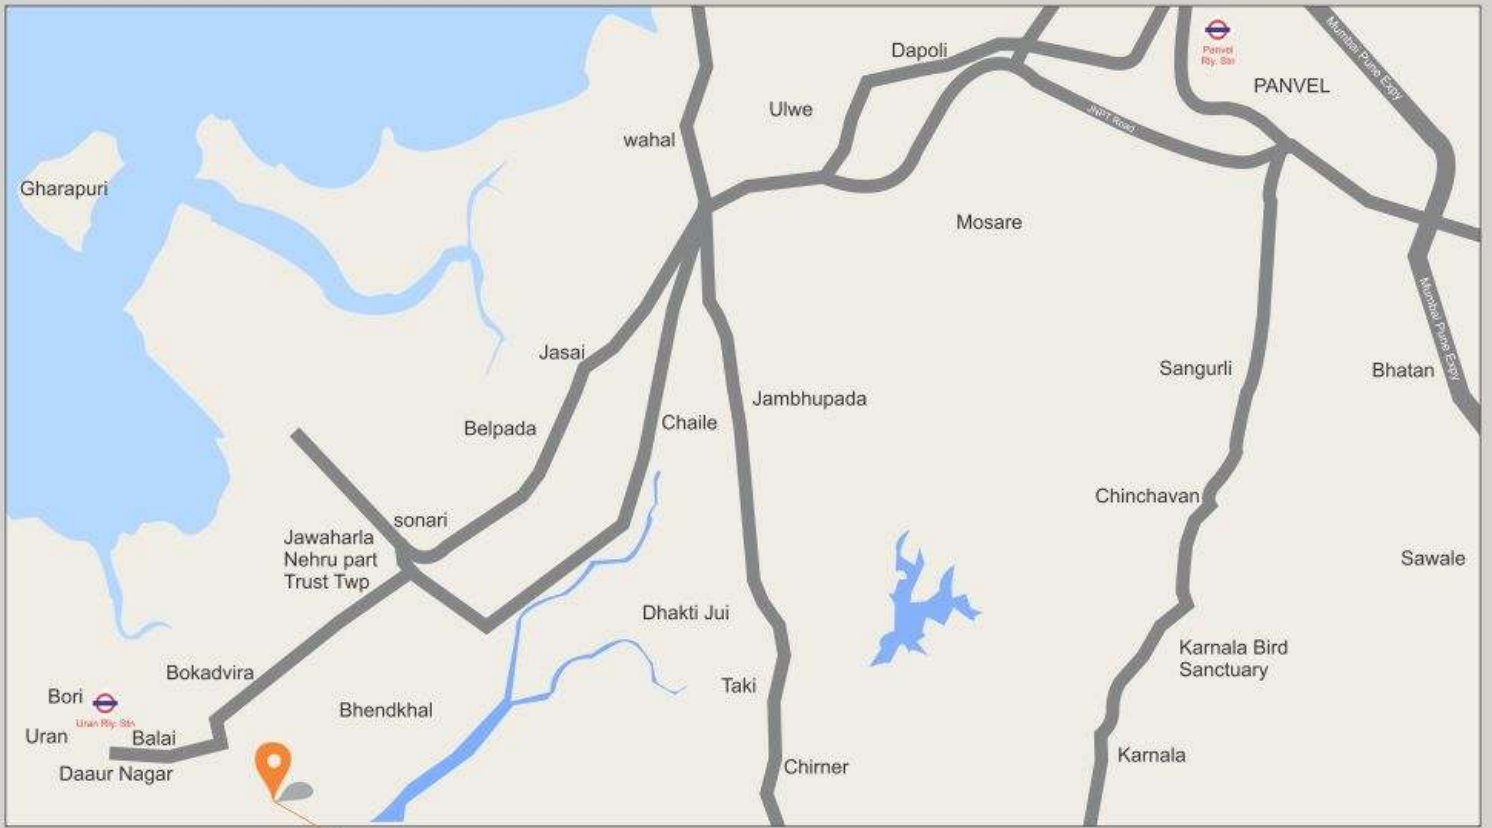 Mumbai Pune Expy
Dapoli
Panvel
Rly. Stn
PANVEL
Ulwe
JNPT Road
wahal
Gharapuri
Mosare
Jasai
Sangurli
Bhatan
Mumbai Pune Expy
Jambhupada
Belpada
Chaile
Chinchavan
sonari
Jawaharla
Nehru part
Trust Twp
Sawale
Dhakti Jui
Karnala Bird
Sanctuary
Bokadvira
Taki
Bori
Uran Rly. Stn
Bhendkhal
Uran
Balai
Karnala
Chirner
Daaur Nagar